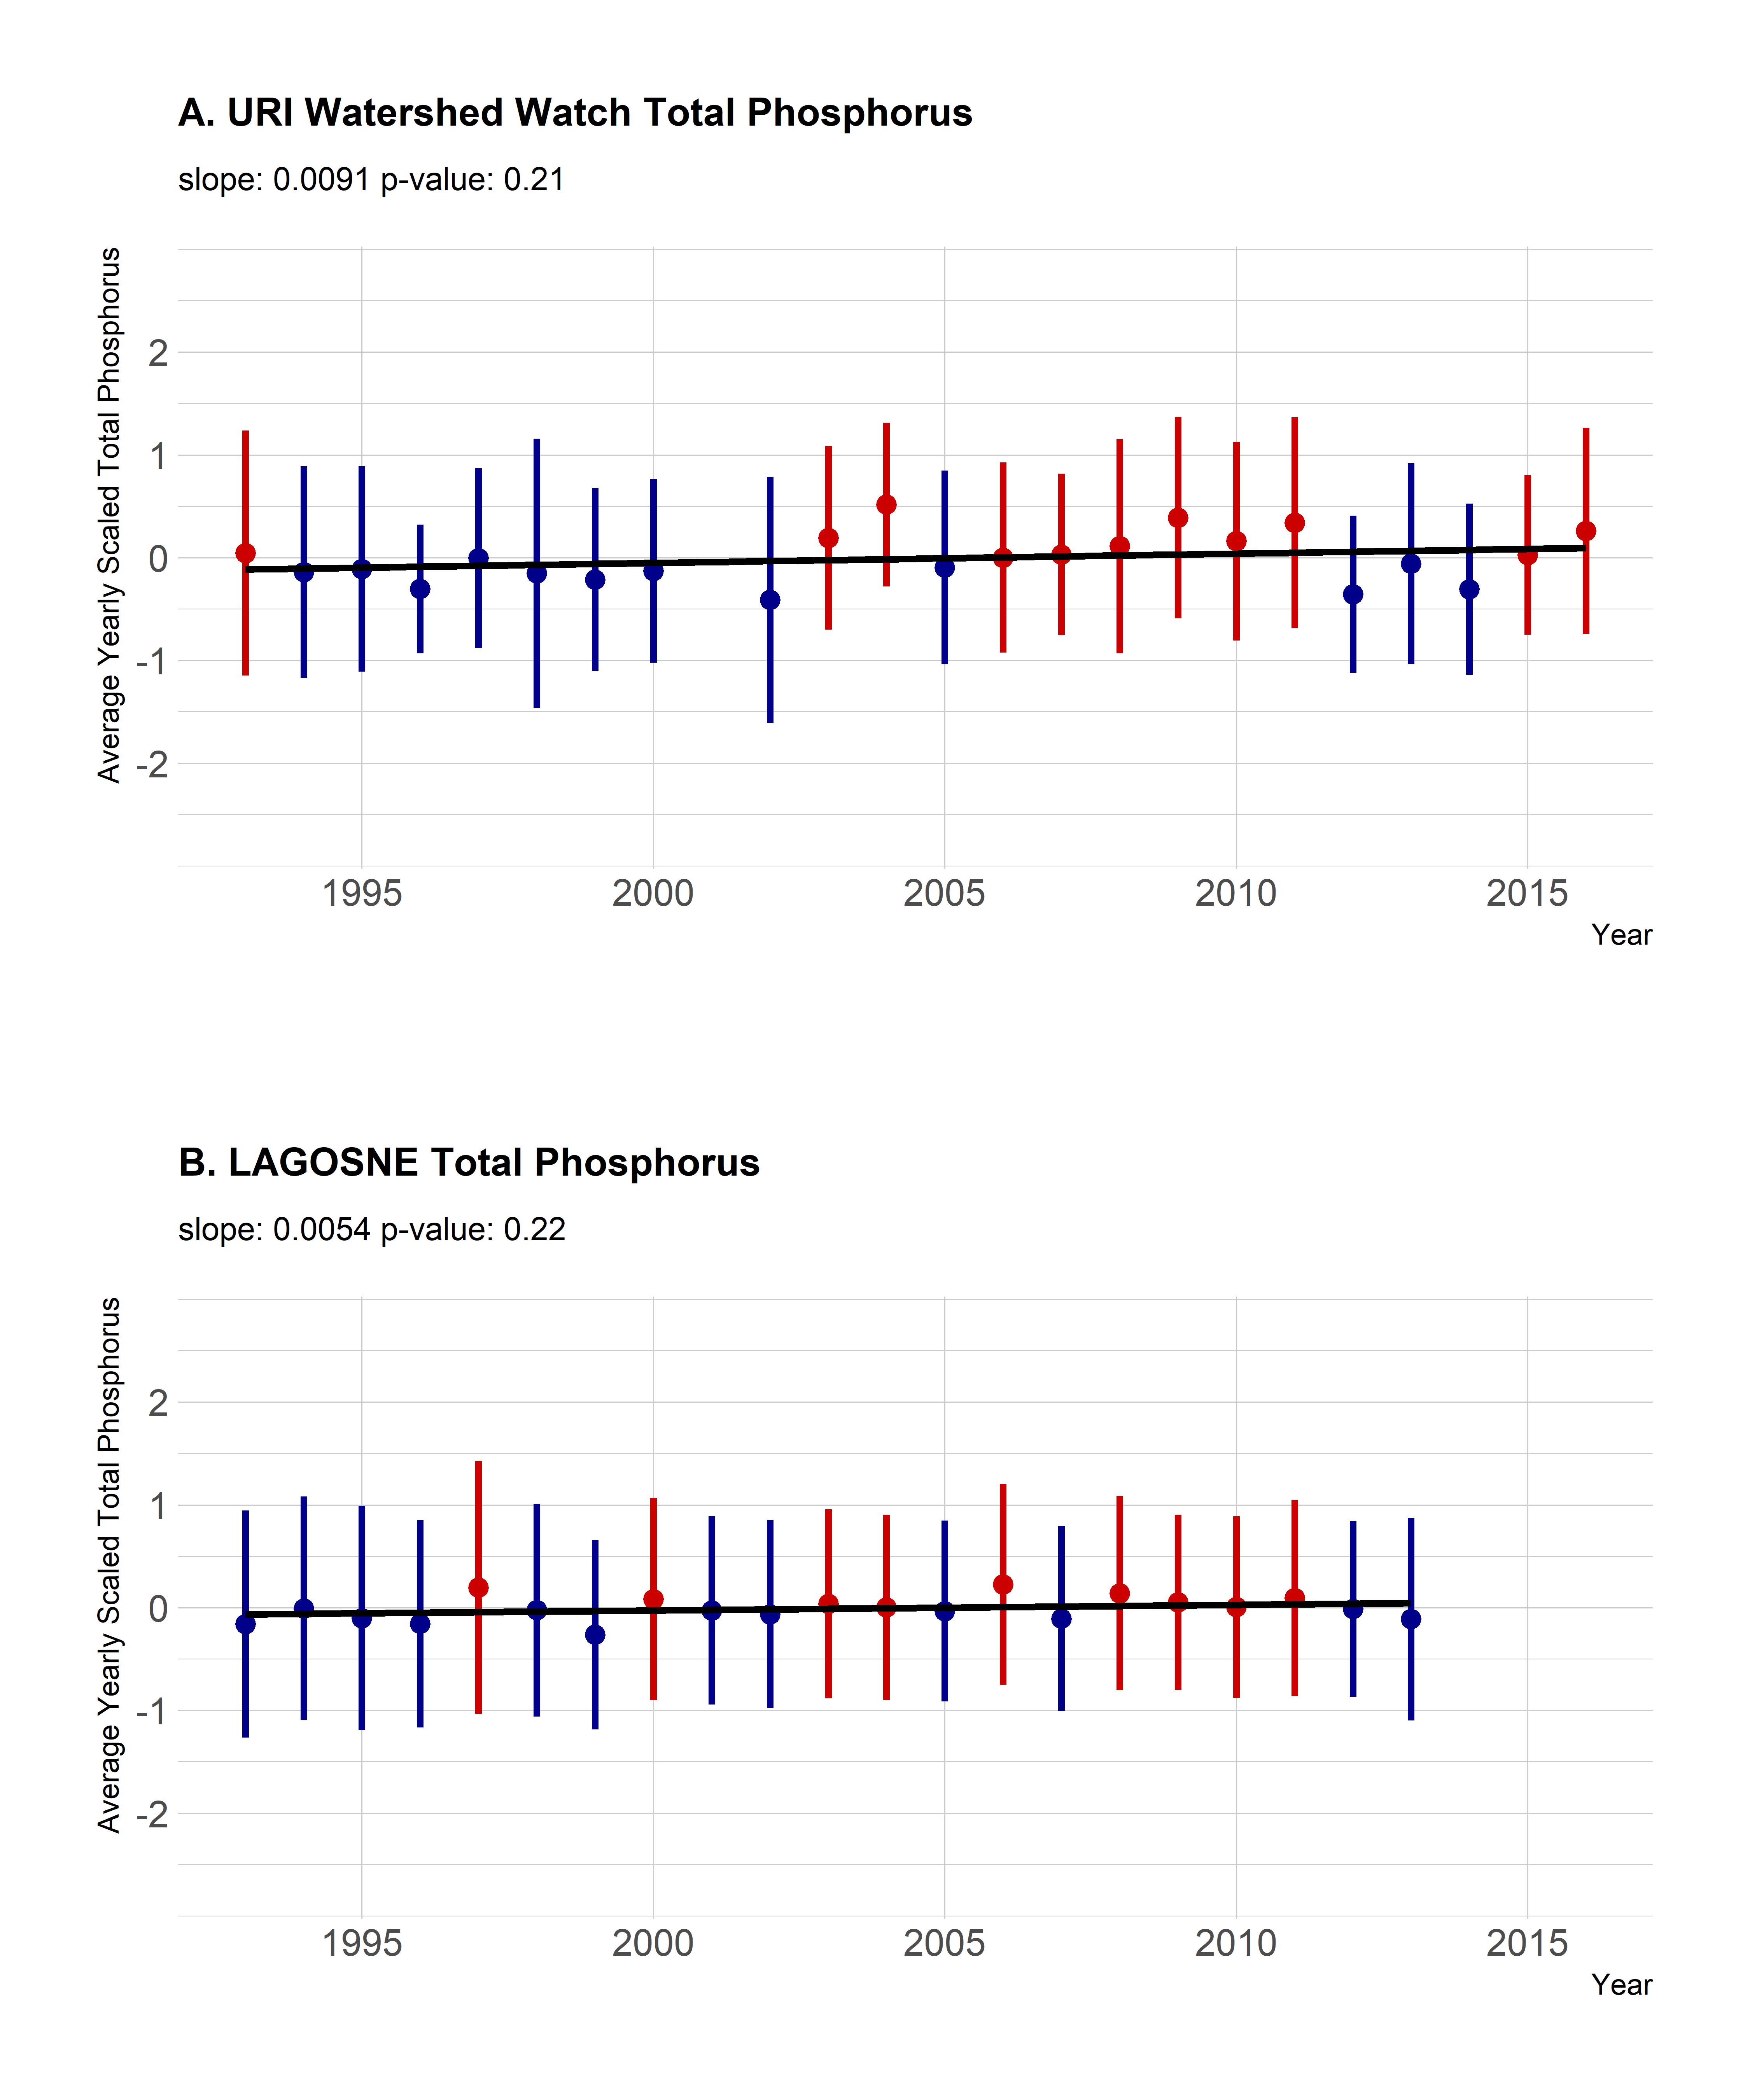 A. URI Watershed Watch Total Phosphorus
slope: 0.0091 p-value: 0.21
Average Yearly Scaled Total Phosphorus
2
1
0
-1
-2
1995 2000 2005 2010 2015
Year
B. LAGOSNE Total Phosphorus
slope: 0.0054 p-value: 0.22
Average Yearly Scaled Total Phosphorus
2
1
0
-1
-2
1995 2000 2005 2010 2015
Year